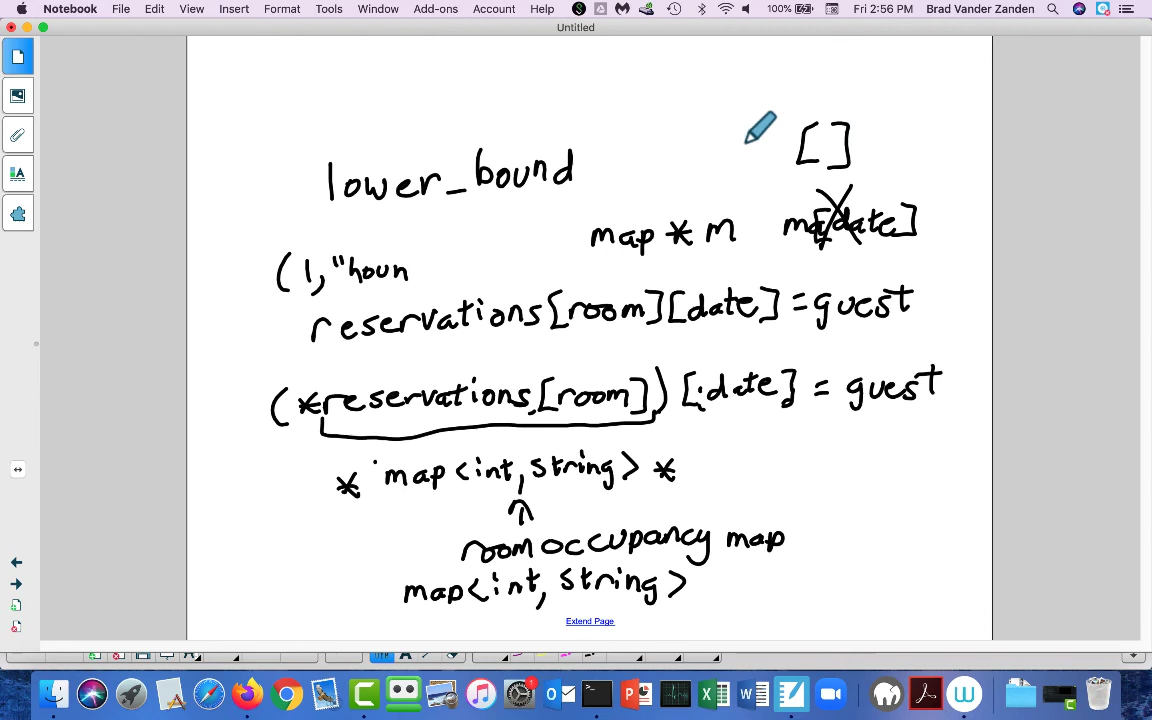 Notebook File Edit View Insert Format Tools Window Add-ons Account Help 100% Fri 2:56 PM Brad Vander Zanden
Untitled
[ ]
lower_bound
map * m
(1, "houn
reservations[room][date] = guest
(*reservations[room])[date] = guest
* map<int, string> *
room occupancy map
map<int, string>
Extend Page